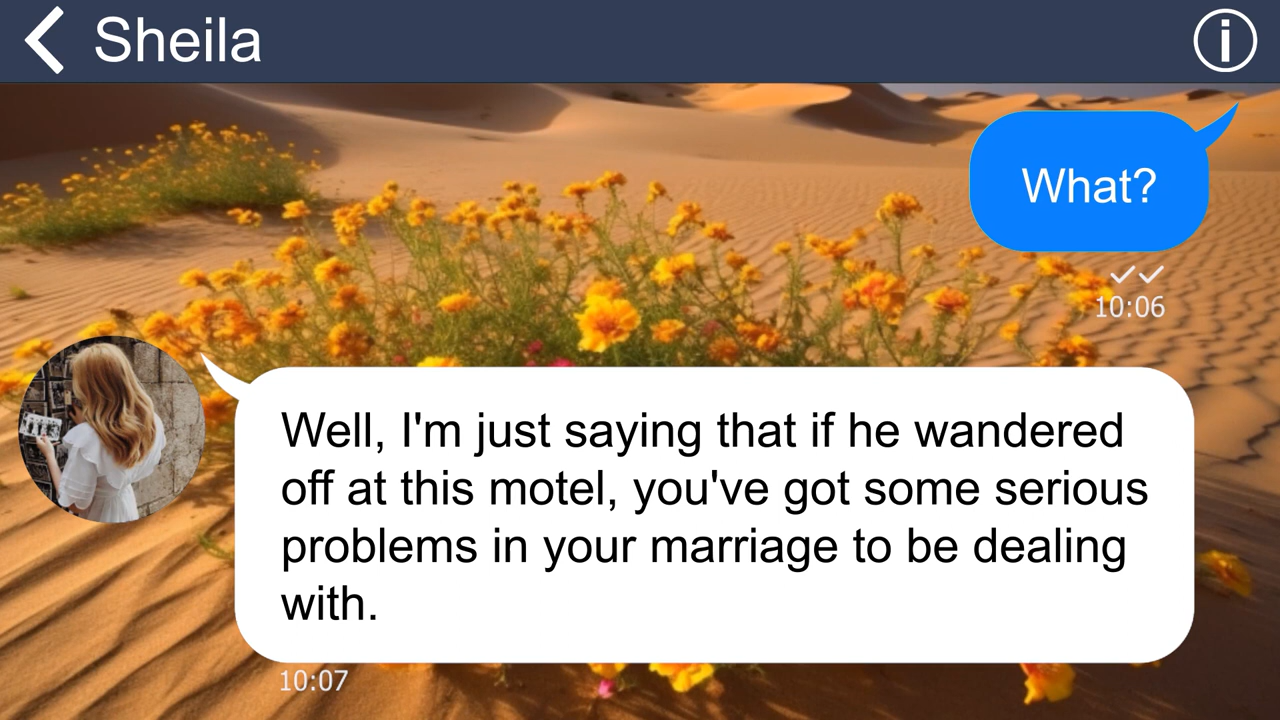 Sheila
What?
10:06
Well, I'm just saying that if he wandered
off at this motel, you've got some serious
problems in your marriage to be dealing
with.
10:07